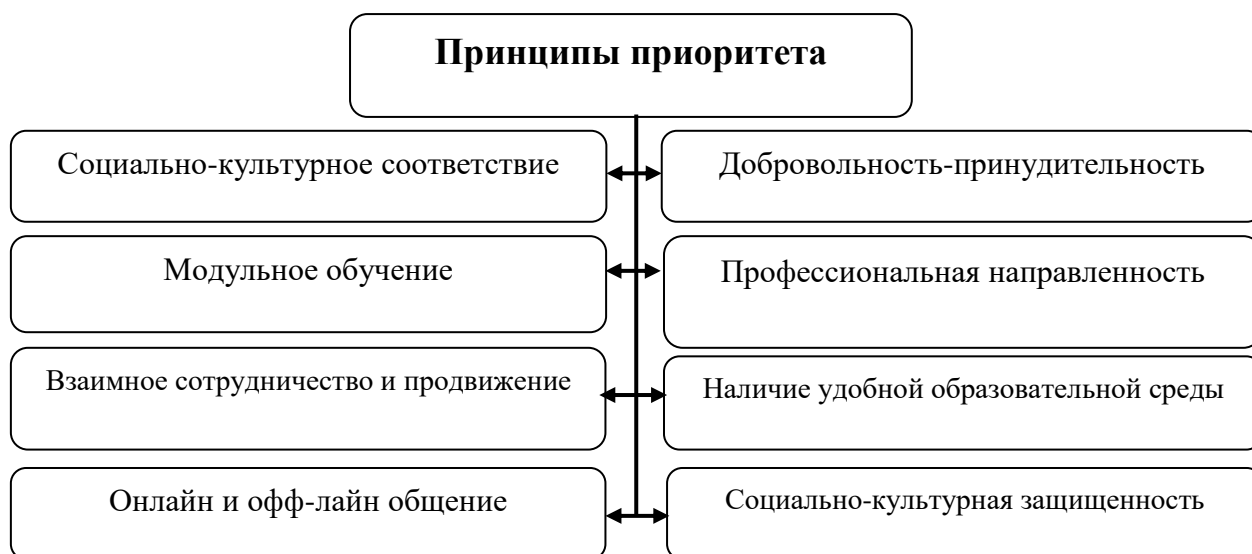 Принципы приоритета
Социально-культурное соответствие
Добровольность-принудительность
Модульное обучение
Профессиональная направленность
Взаимное сотрудничество и продвижение
Наличие удобной образовательной среды
Онлайн и офф-лайн общение
Социально-культурная защищенность